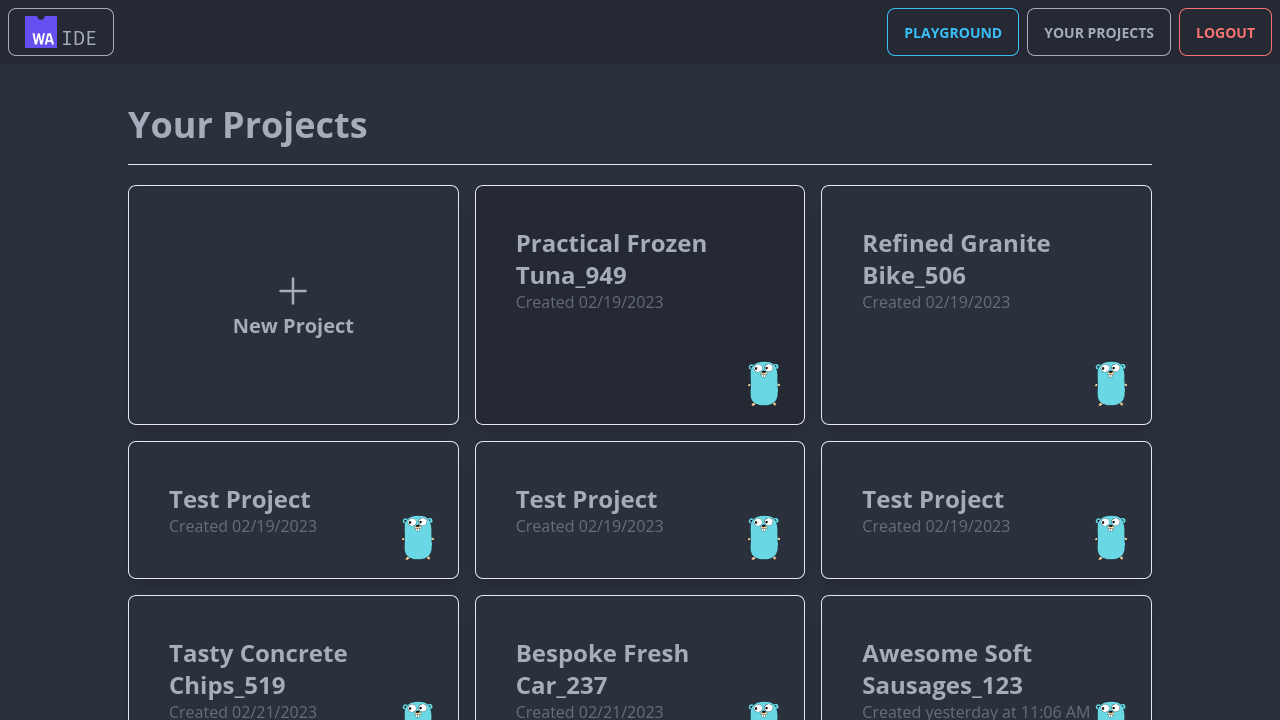 WA IDE
PLAYGROUND
YOUR PROJECTS
LOGOUT
Your Projects
New Project
Practical Frozen
Tuna_949
Created 02/19/2023
Refined Granite
Bike_506
Created 02/19/2023
Test Project
Created 02/19/2023
Test Project
Created 02/19/2023
Test Project
Created 02/19/2023
Tasty Concrete
Chips_519
Created 02/21/2023
Bespoke Fresh
Car_237
Created 02/21/2023
Awesome Soft
Sausages_123
Created yesterday at 11:06 AM